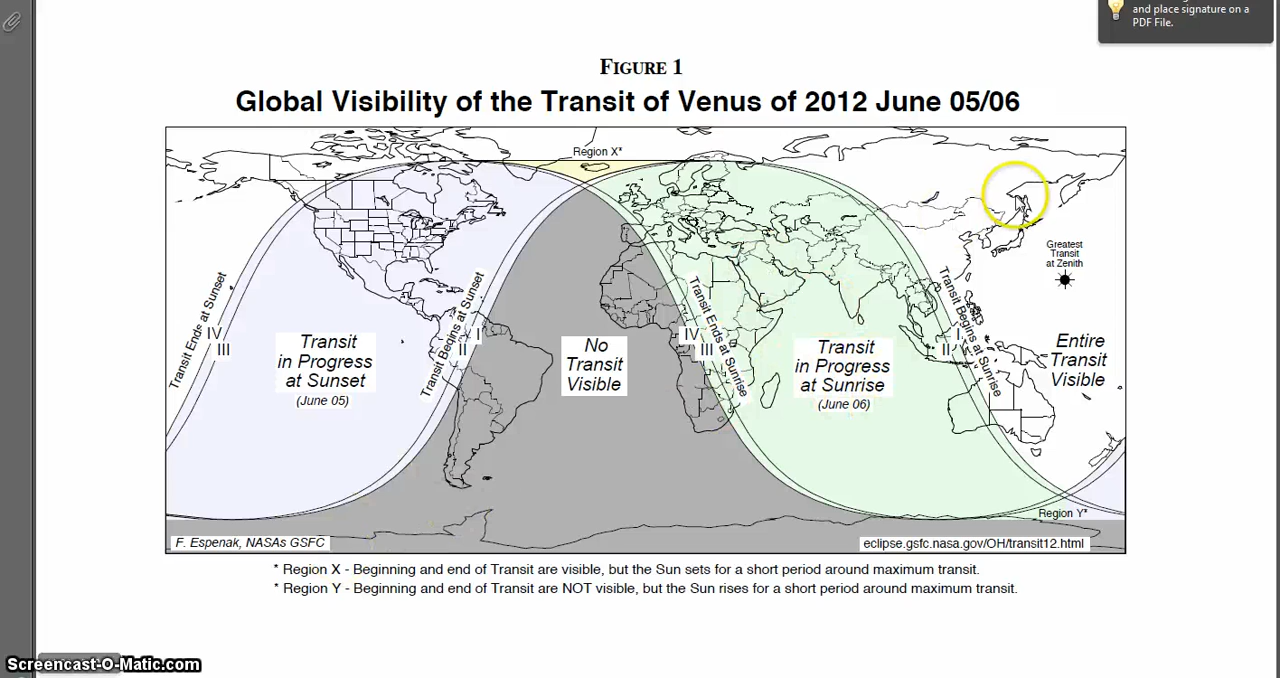 and place signature on a
PDF File.
FIGURE 1
Global Visibility of the Transit of Venus of 2012 June 05/06
Region X*
Greatest
Transit
at Zenith
Transit Ends at Sunset
IV
III
Transit
in Progress
at Sunset
(June 05)
Transit Begins at Sunset
I
II
No
Transit
Visible
IV
III
Transit Ends at Sunrise
Transit
in Progress
at Sunrise
(June 06)
I
II
Transit Begins at Sunrise
Entire
Transit
Visible
Region Y*
F. Espenak, NASAs GSFC
eclipse.gsfc.nasa.gov/OH/transit12.html
* Region X - Beginning and end of Transit are visible, but the Sun sets for a short period around maximum transit.
* Region Y - Beginning and end of Transit are NOT visible, but the Sun rises for a short period around maximum transit.
Screencast-O-Matic.com